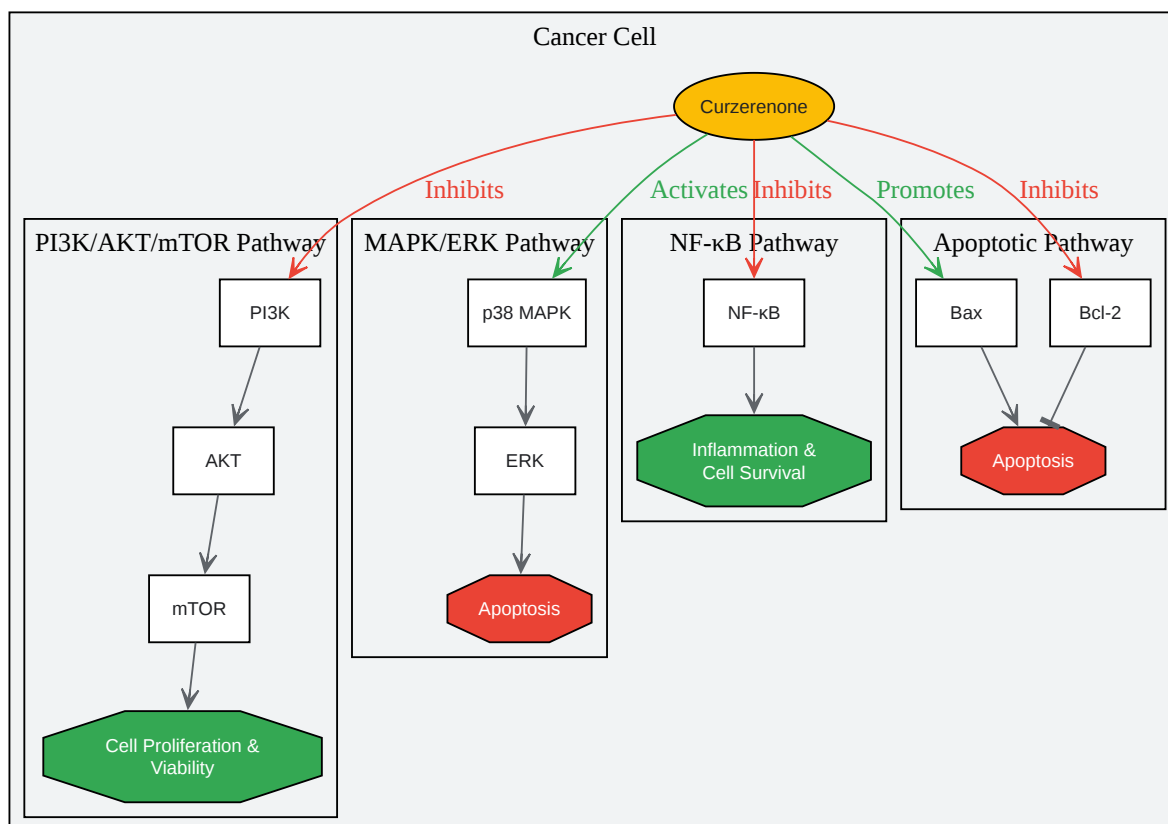 Cancer Cell
Curzerenone
Inhibits
Activates
Inhibits
Promotes
Inhibits
PI3K/AKT/mTOR Pathway
MAPK/ERK Pathway
NF-κB Pathway
Apoptotic Pathway
PI3K
p38 MAPK
NF-κB
Bax
Bcl-2
AKT
ERK
Inflammation &
Cell Survival
Apoptosis
mTOR
Apoptosis
Cell Proliferation &
Viability